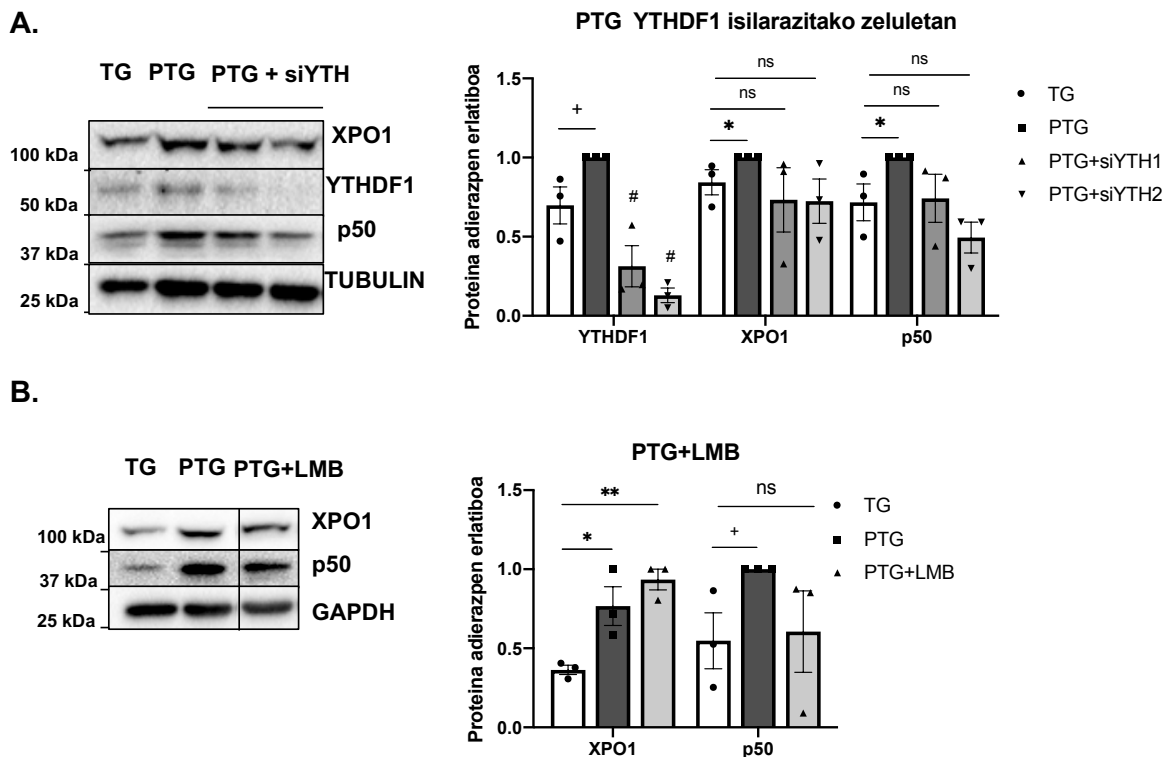 A.
TG PTG PTG + siYTH
XPO1
100 kDa
YTHDF1
50 kDa
p50
37 kDa
TUBULIN
25 kDa
PTG YTHDF1 isilarazitako zeluletan
Proteina adierazpen erlatiboa
1.5
1.0
0.5
0.0
+
#
#
ns
ns
*
ns
ns
*
YTHDF1 XPO1 p50
TG
PTG
PTG+siYTH1
PTG+siYTH2
B.
TG PTG PTG+LMB
XPO1
100 kDa
p50
37 kDa
GAPDH
25 kDa
PTG+LMB
Proteina adierazpen erlatiboa
1.5
1.0
0.5
0.0
**
*
ns
+
XPO1 p50
TG
PTG
PTG+LMB